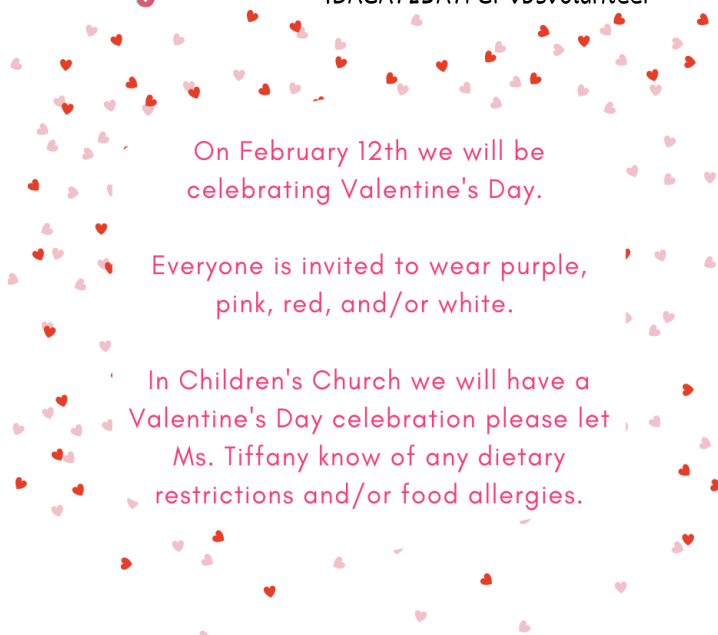 On February 12th we will be
celebrating Valentine's Day.
Everyone is invited to wear purple,
pink, red, and/or white.
In Children's Church we will have a
Valentine's Day celebration please let
Ms. Tiffany know of any dietary
restrictions and/or food allergies.